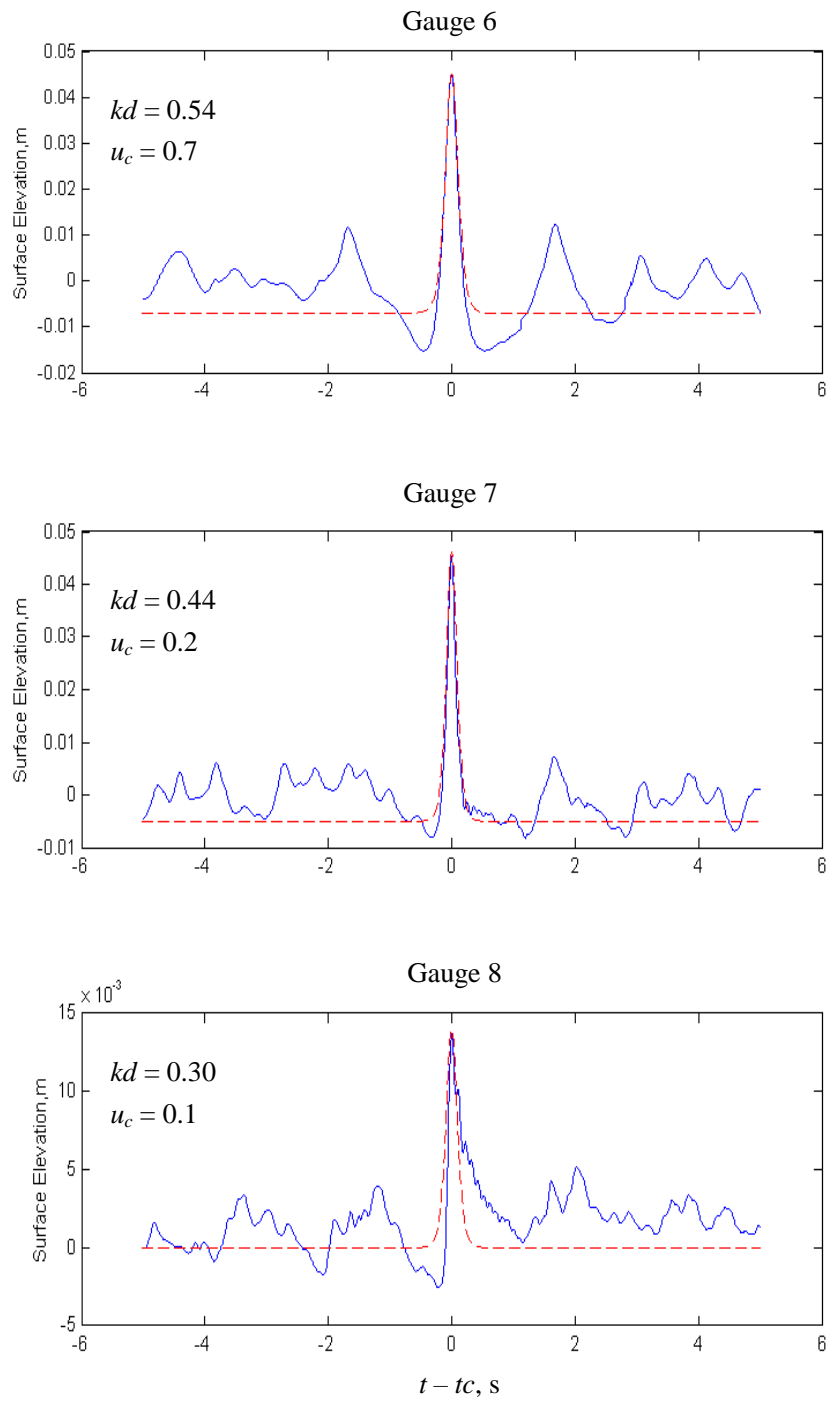 Gauge 6
0.05
0.04
0.03
0.02
0.01
0
-0.01
-0.02
Surface Elevation,m
kd = 0.54
uc = 0.7
-6 -4 -2 0 2 4 6
Gauge 7
0.05
0.04
0.03
0.02
0.01
0
-0.01
Surface Elevation,m
kd = 0.44
uc = 0.2
-6 -4 -2 0 2 4 6
Gauge 8
× 10-3
15
10
5
0
-5
Surface Elevation,m
kd = 0.30
uc = 0.1
-6 -4 -2 0 2 4 6
t – tc, s